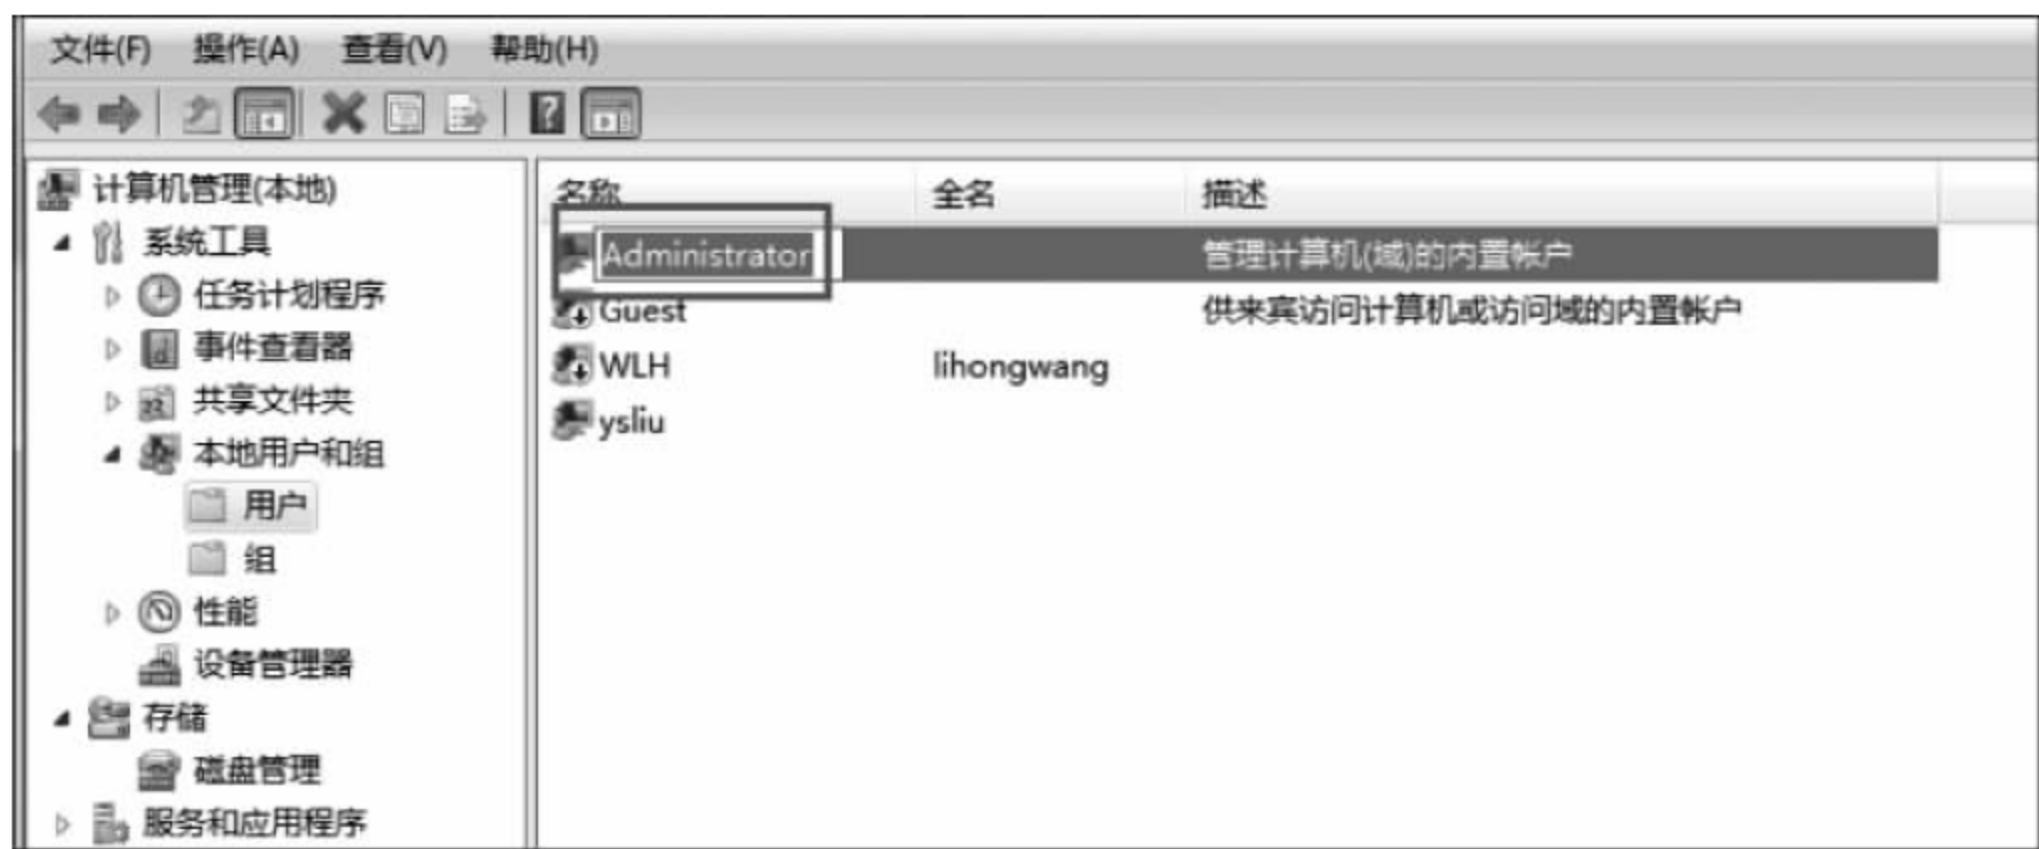 文件(F) 操作(A) 查看(V) 帮助(H)
计算机管理(本地)
系统工具
任务计划程序
事件查看器
共享文件夹
本地用户和组
用户
组
性能
设备管理器
存储
磁盘管理
服务和应用程序
名称 全名 描述
Administrator 管理计算机(域)的内置帐户
Guest 供来宾访问计算机或访问域的内置帐户
WLH lihongwang
ysliu